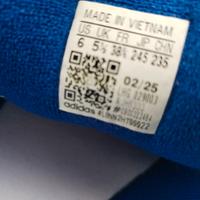 MADE IN VIETNAM
US UK FR JP CHN
6 5½ 38⅔ 245 235
02/25
adidas